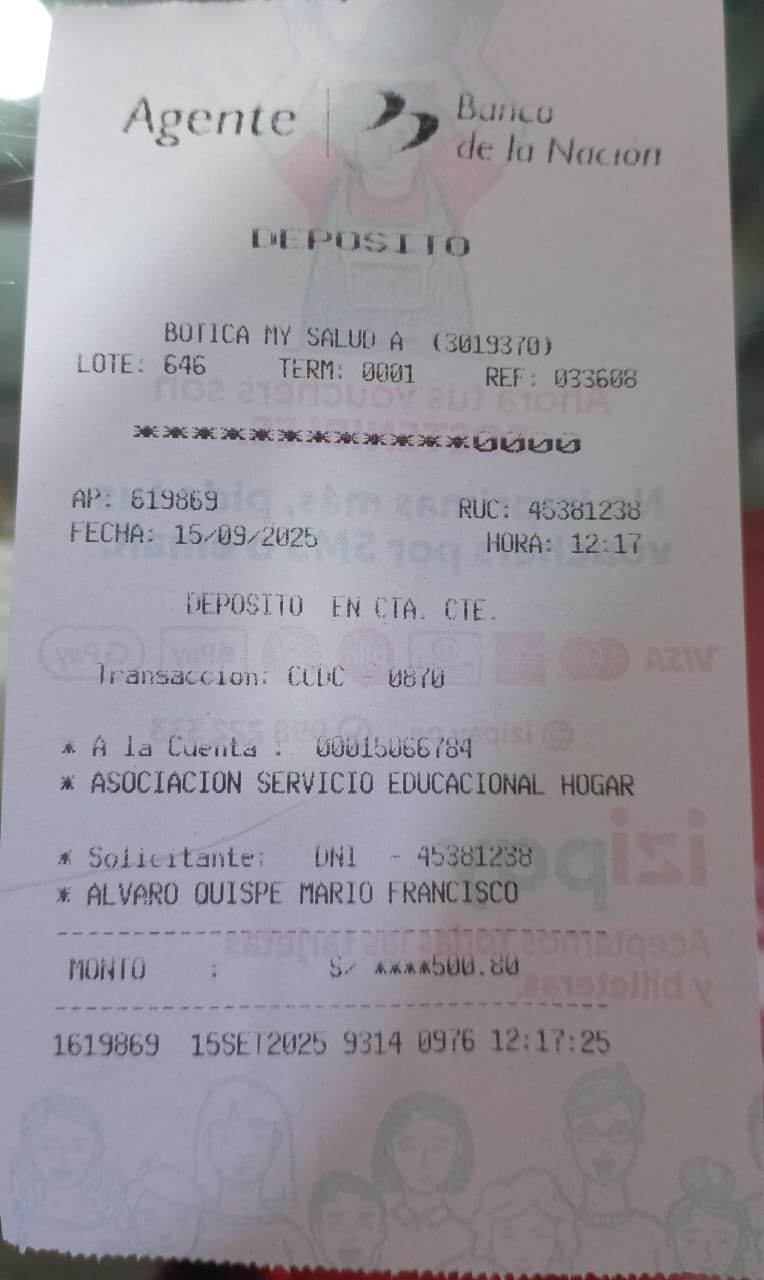 Agente
Banco
de la Nación
DEPOSITO
BOTICA MY SALUD A (3019370)
LOTE: 646 TERM: 0001 REF: 033608
***************0000
AP: 619869 RUC: 45381238
FECHA: 15/09/2025 HORA: 12:17
DEPOSITO EN CTA. CTE.
Transaccion: CCDC - 0870
* A la Cuenta : 00015066784
* ASOCIACION SERVICIO EDUCACIONAL HOGAR
* Solicitante: DNI - 45381238
* ALVARO QUISPE MARIO FRANCISCO
MONTO : S/ ****500.80
1619869 15SET2025 9314 0976 12:17:25